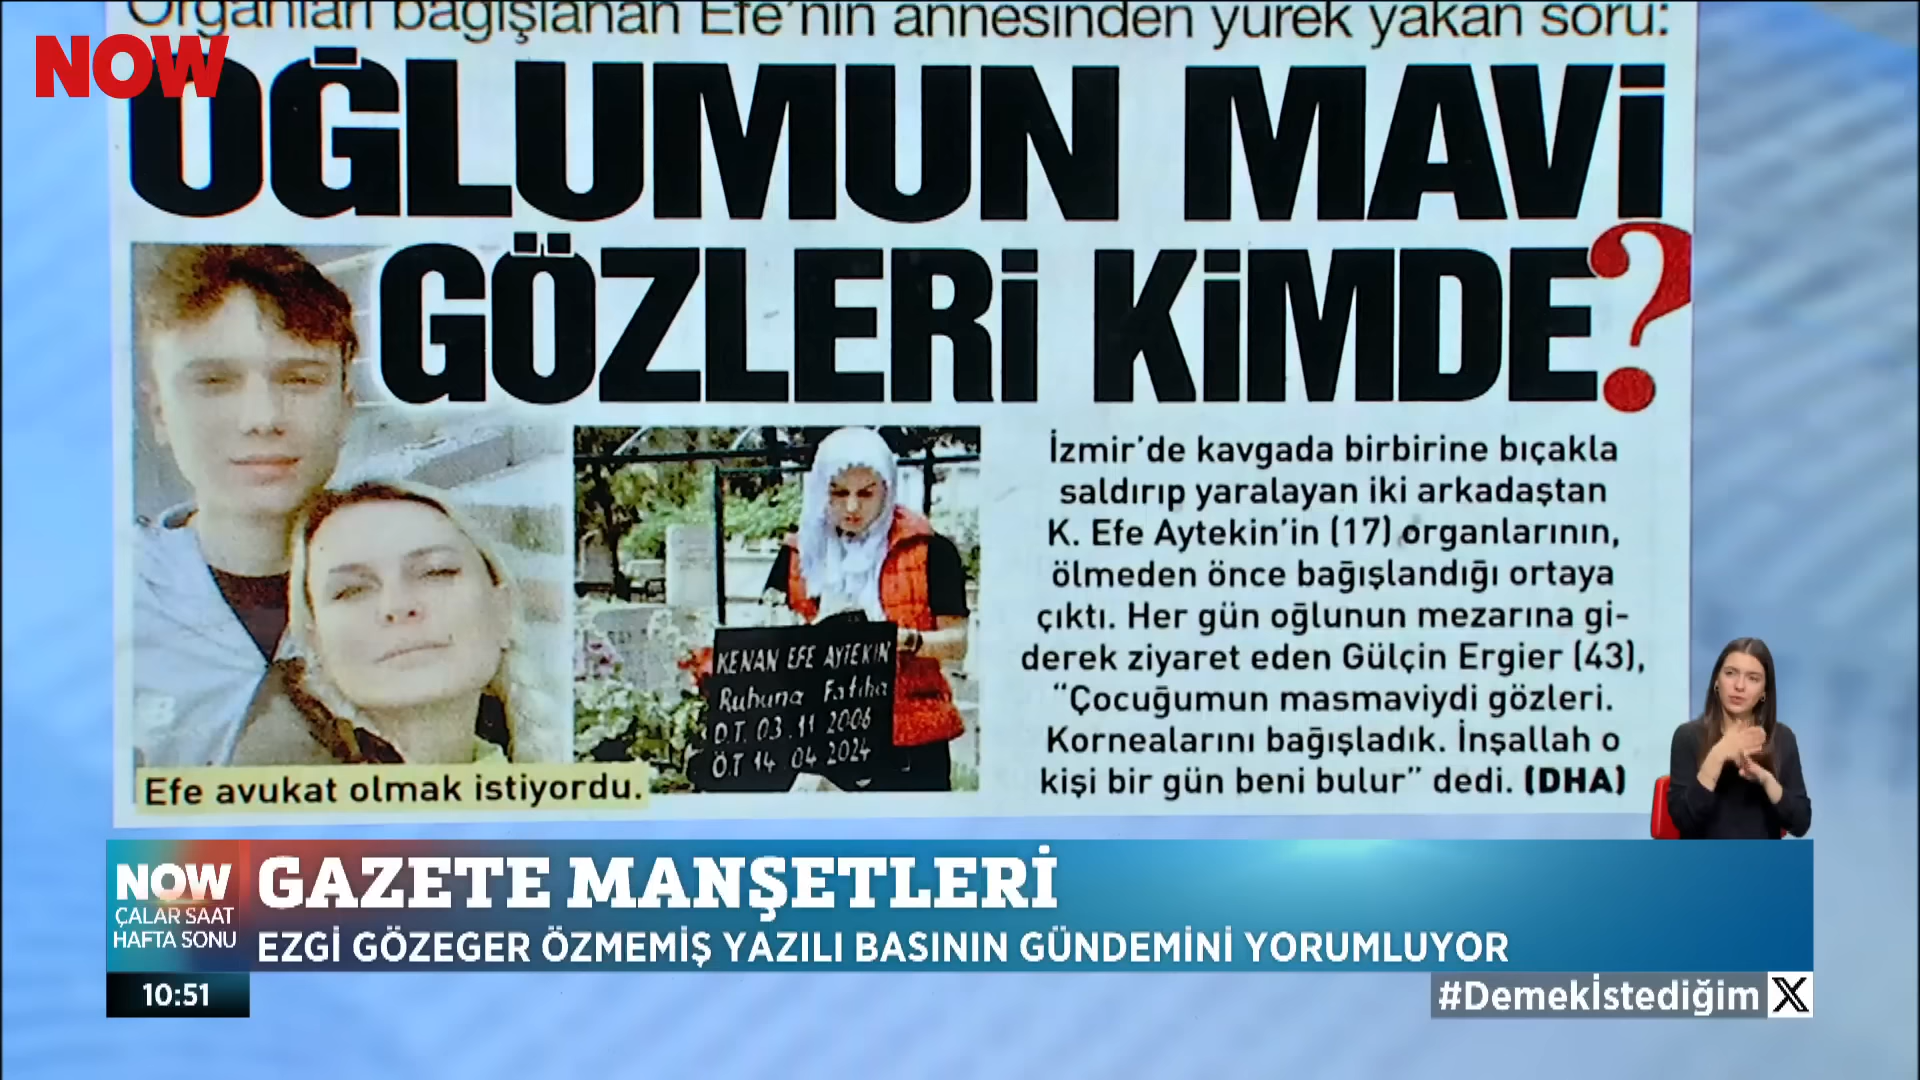 Organları bağışlanan Efe'nin annesinden yürek yakan soru:
NOW
OĞLUMUN MAVİ
GÖZLERİ KİMDE?
İzmir'de kavgada birbirine bıçakla
saldırıp yaralayan iki arkadaştan
K. Efe Aytekin'in (17) organlarının,
ölmeden önce bağışlandığı ortaya
çıktı. Her gün oğlunun mezarına gi-
derek ziyaret eden Gülçin Ergier (43),
“Çocuğumun masmaviydi gözleri.
Kornealarını bağışladık. İnşallah o
kişi bir gün beni bulur” dedi. (DHA)
KENAN EFE AYTEKİN
Ruhuna Fatiha
D.T. 03.11 2006
Ö.T 14 04 2024
Efe avukat olmak istiyordu.
NOW
ÇALAR SAAT
HAFTA SONU
GAZETE MANŞETLERİ
EZGİ GÖZEGER ÖZMEMİŞ YAZILI BASININ GÜNDEMİNİ YORUMLUYOR
10:51
#Demekİstediğim X